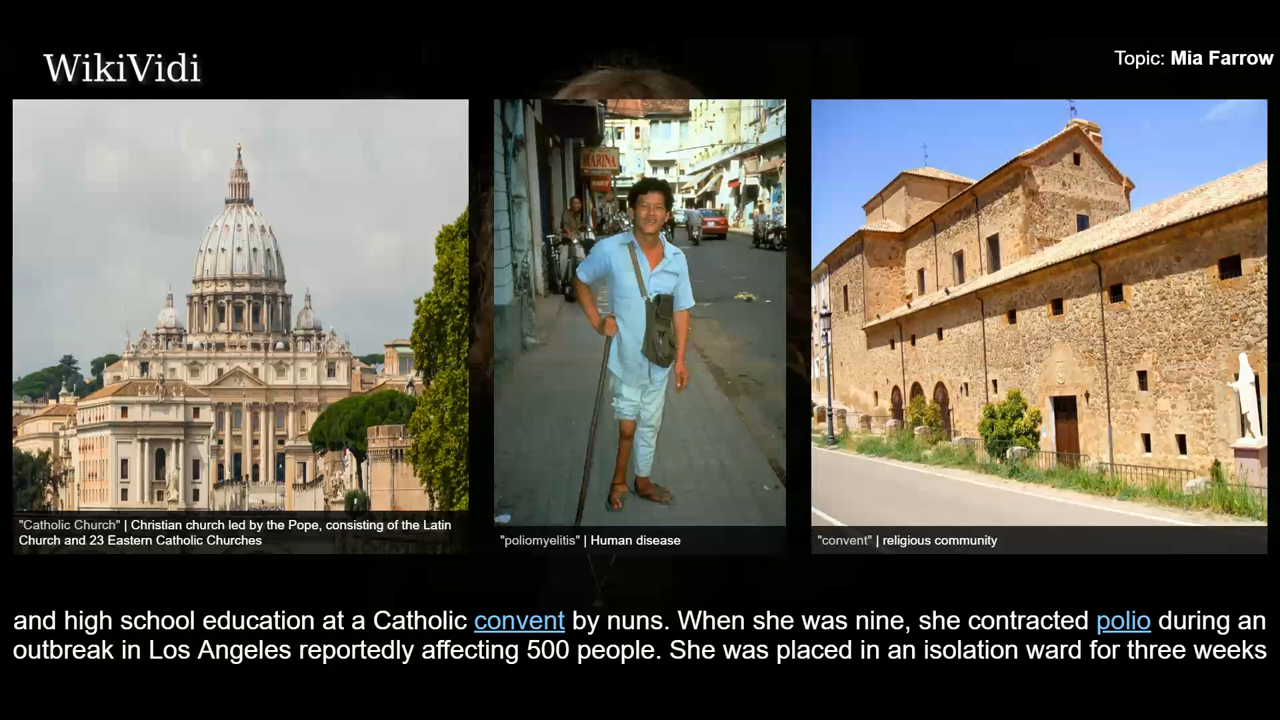 WikiVidi
Topic: Mia Farrow
MARINA
"Catholic Church" | Christian church led by the Pope, consisting of the Latin
Church and 23 Eastern Catholic Churches
"poliomyelitis" | Human disease
"convent" | religious community
and high school education at a Catholic convent by nuns. When she was nine, she contracted polio during an
outbreak in Los Angeles reportedly affecting 500 people. She was placed in an isolation ward for three weeks